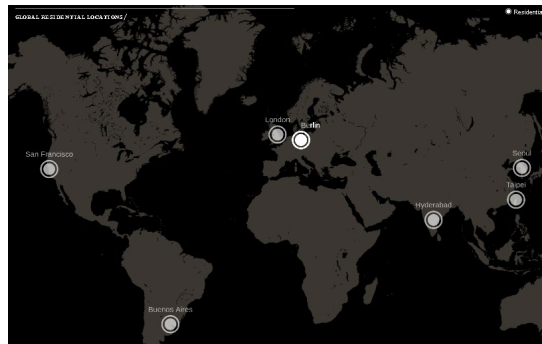 GLOBAL RESIDENTIAL LOCATIONS/
Residentia
London
Berlin
San Francisco
Seoul
Taipei
Hyderabad
Buenos Aires